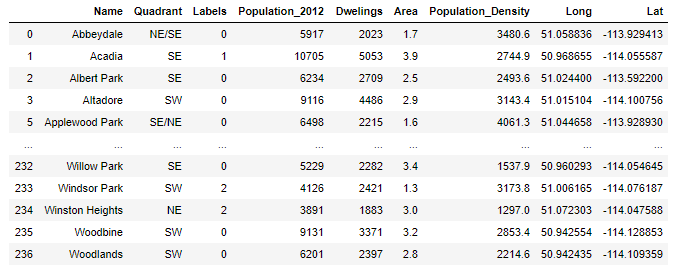 Name Quadrant Labels Population_2012 Dwelings Area Population_Density Long Lat
0 Abbeydale NE/SE 0 5917 2023 1.7 3480.6 51.058836 -113.929413
1 Acadia SE 1 10705 5053 3.9 2744.9 50.968655 -114.055587
2 Albert Park SE 0 6234 2709 2.5 2493.6 51.024400 -113.592200
3 Altadore SW 0 9116 4486 2.9 3143.4 51.015104 -114.100756
5 Applewood Park SE/NE 0 6498 2215 1.6 4061.3 51.044658 -113.928930
... ... ... ... ... ... ... ... ... ...
232 Willow Park SE 0 5229 2282 3.4 1537.9 50.960293 -114.054645
233 Windsor Park SW 2 4126 2421 1.3 3173.8 51.006165 -114.076187
234 Winston Heights NE 2 3891 1883 3.0 1297.0 51.072303 -114.047588
235 Woodbine SW 0 9131 3371 3.2 2853.4 50.942554 -114.128853
236 Woodlands SW 0 6201 2397 2.8 2214.6 50.942435 -114.109359